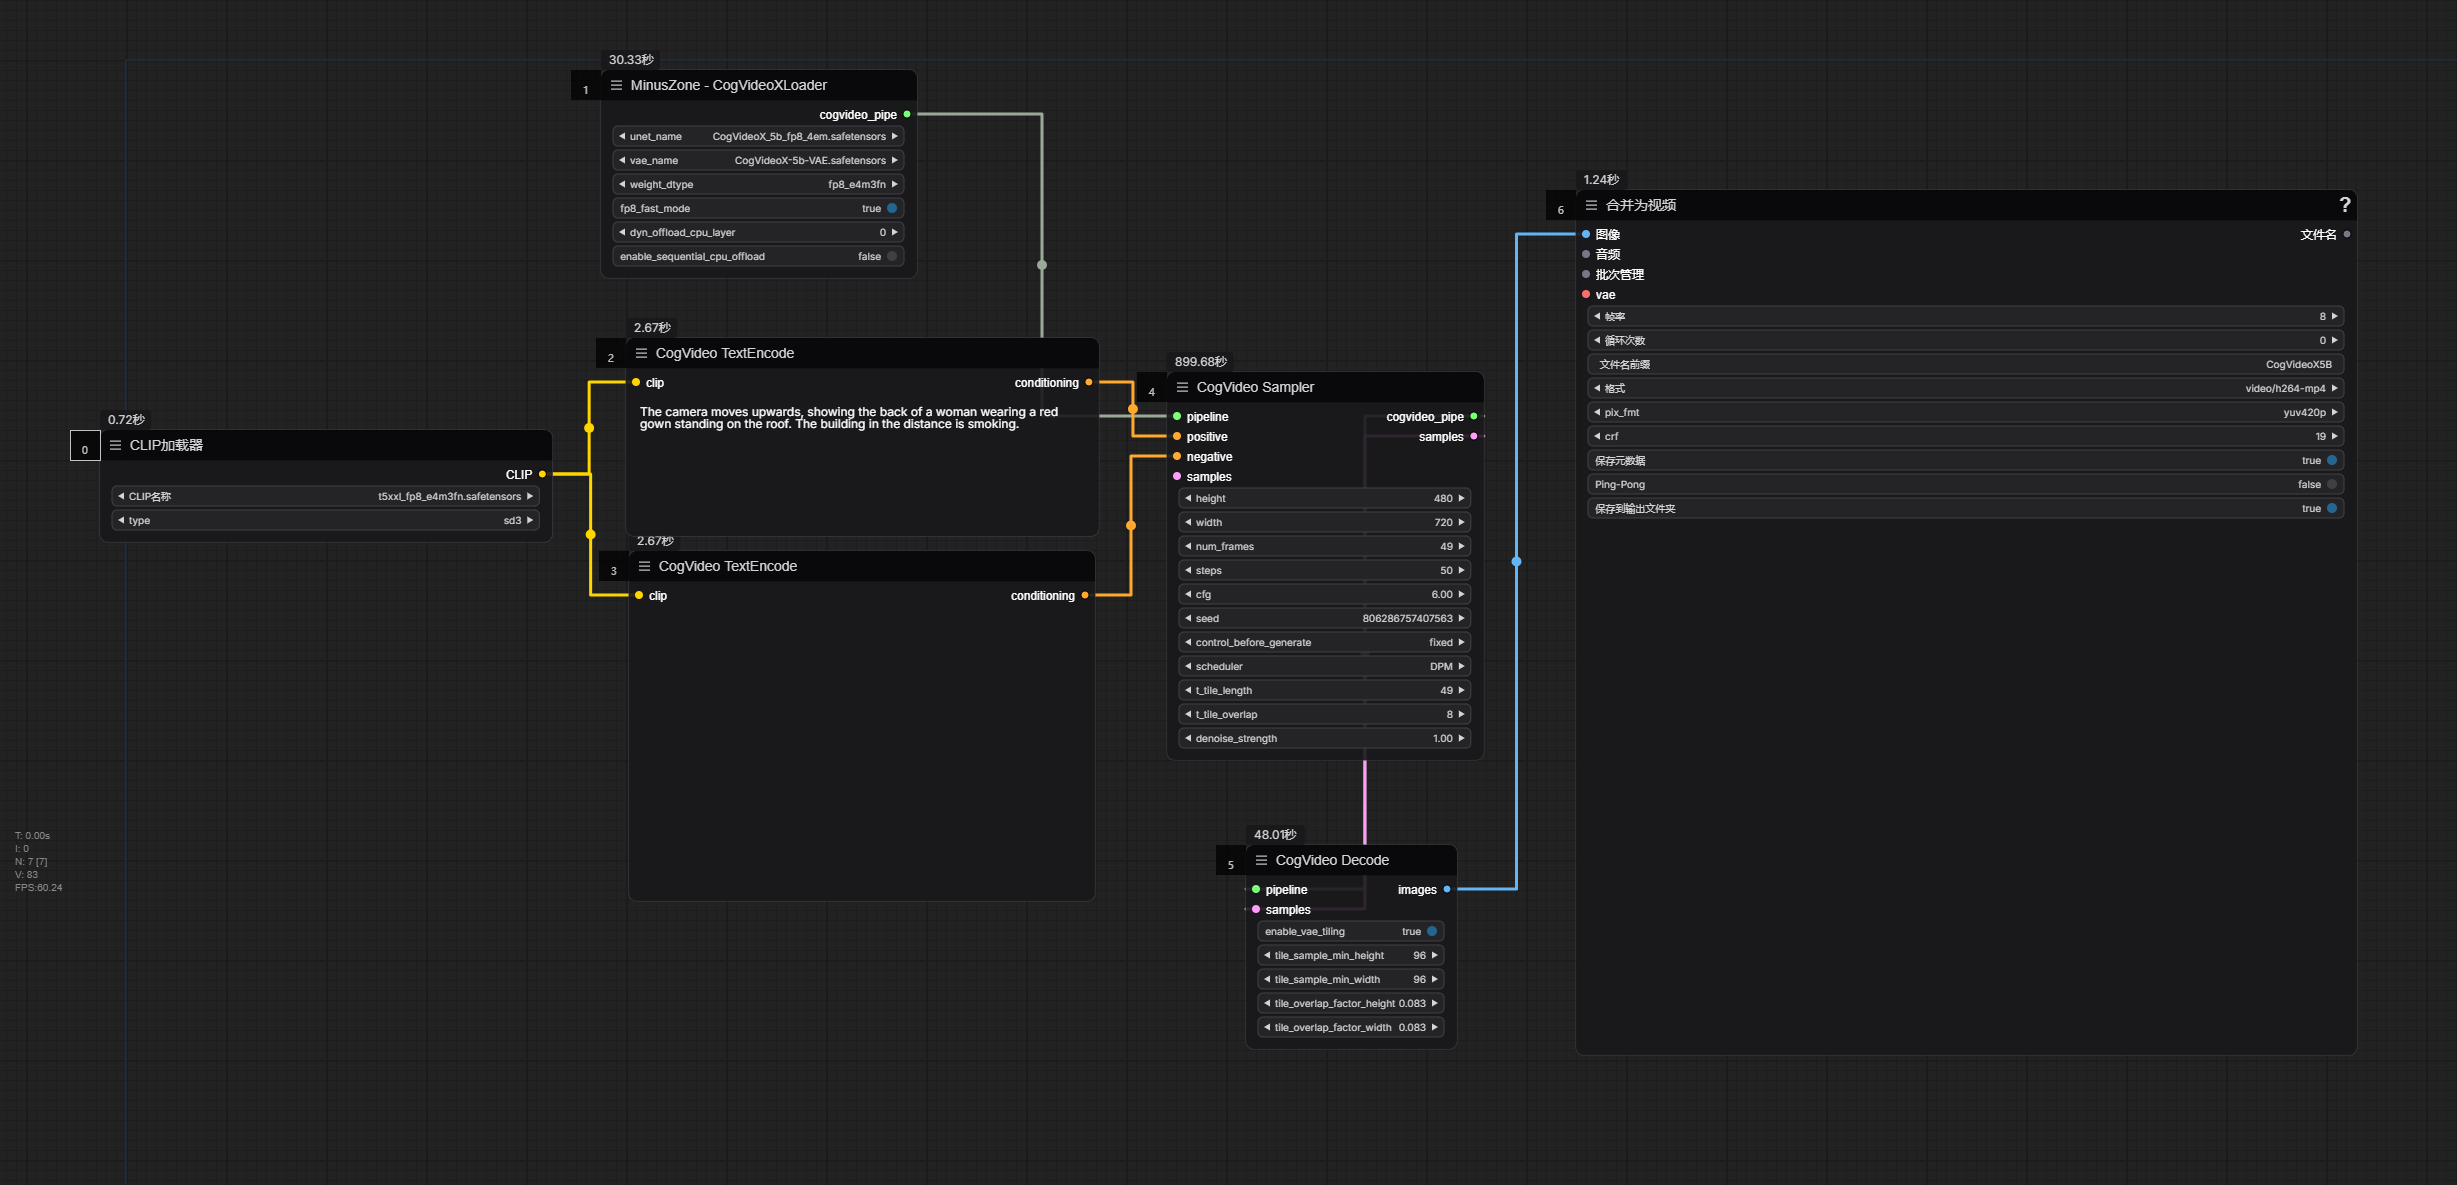 30.33秒
1
MinusZone - CogVideoXLoader
cogvideo_pipe
unet_name CogVideoX_5b_fp8_4em.safetensors
vae_name CogVideoX-5b-VAE.safetensors
weight_dtype fp8_e4m3fn
fp8_fast_mode true
dyn_offload_cpu_layer 0
enable_sequential_cpu_offload false
2.67秒
2
CogVideo TextEncode
clip conditioning
The camera moves upwards, showing the back of a woman wearing a red
gown standing on the roof. The building in the distance is smoking.
0.72秒
0
CLIP加载器
CLIP
CLIP名称 t5xxl_fp8_e4m3fn.safetensors
type sd3
2.67秒
3
CogVideo TextEncode
clip conditioning
899.68秒
4
CogVideo Sampler
pipeline cogvideo_pipe
positive samples
negative
samples
height 480
width 720
num_frames 49
steps 50
cfg 6.00
seed 806286757407563
control_before_generate fixed
scheduler DPM
t_tile_length 49
t_tile_overlap 8
denoise_strength 1.00
48.01秒
5
CogVideo Decode
pipeline images
samples
enable_vae_tiling true
tile_sample_min_height 96
tile_sample_min_width 96
tile_overlap_factor_height 0.083
tile_overlap_factor_width 0.083
1.24秒
6
合并为视频 ?
图像 文件名
音频
批次管理
vae
帧率 8
循环次数 0
文件名前缀 CogVideoX5B
格式 video/h264-mp4
pix_fmt yuv420p
crf 19
保存元数据 true
Ping-Pong false
保存到输出文件夹 true
T: 0.00s
I: 0
N: 7 [7]
V: 83
FPS:60.24